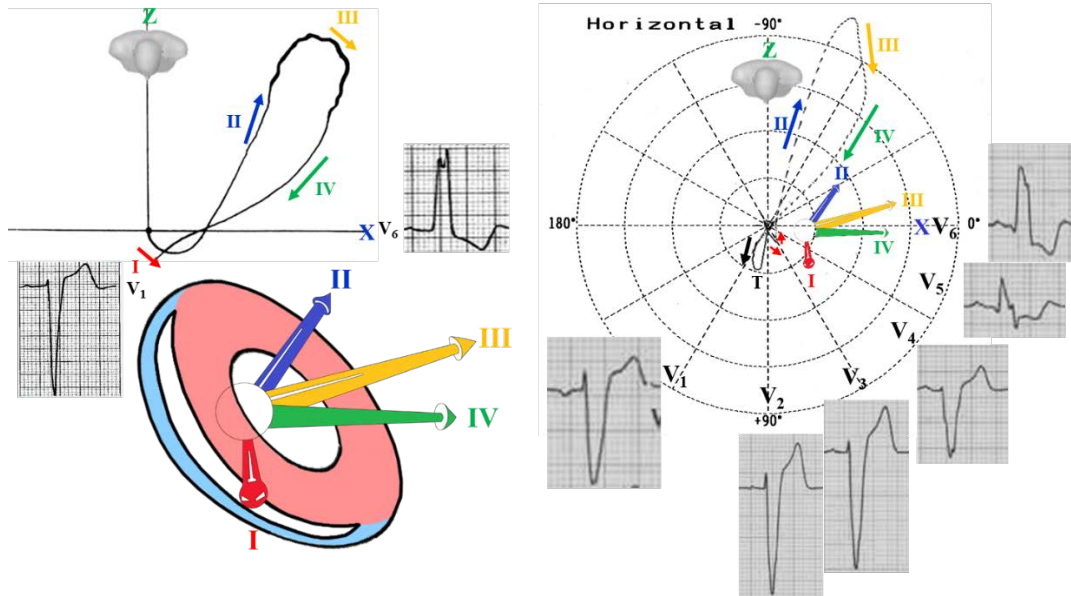 Z
III
II
IV
X
V6
I
V1
II
III
IV
I
Horizontal
-90°
Z
III
II
IV
II
III
180°
X
V6
0°
IV
T
I
V5
V4
V1
V3
V2
+90°